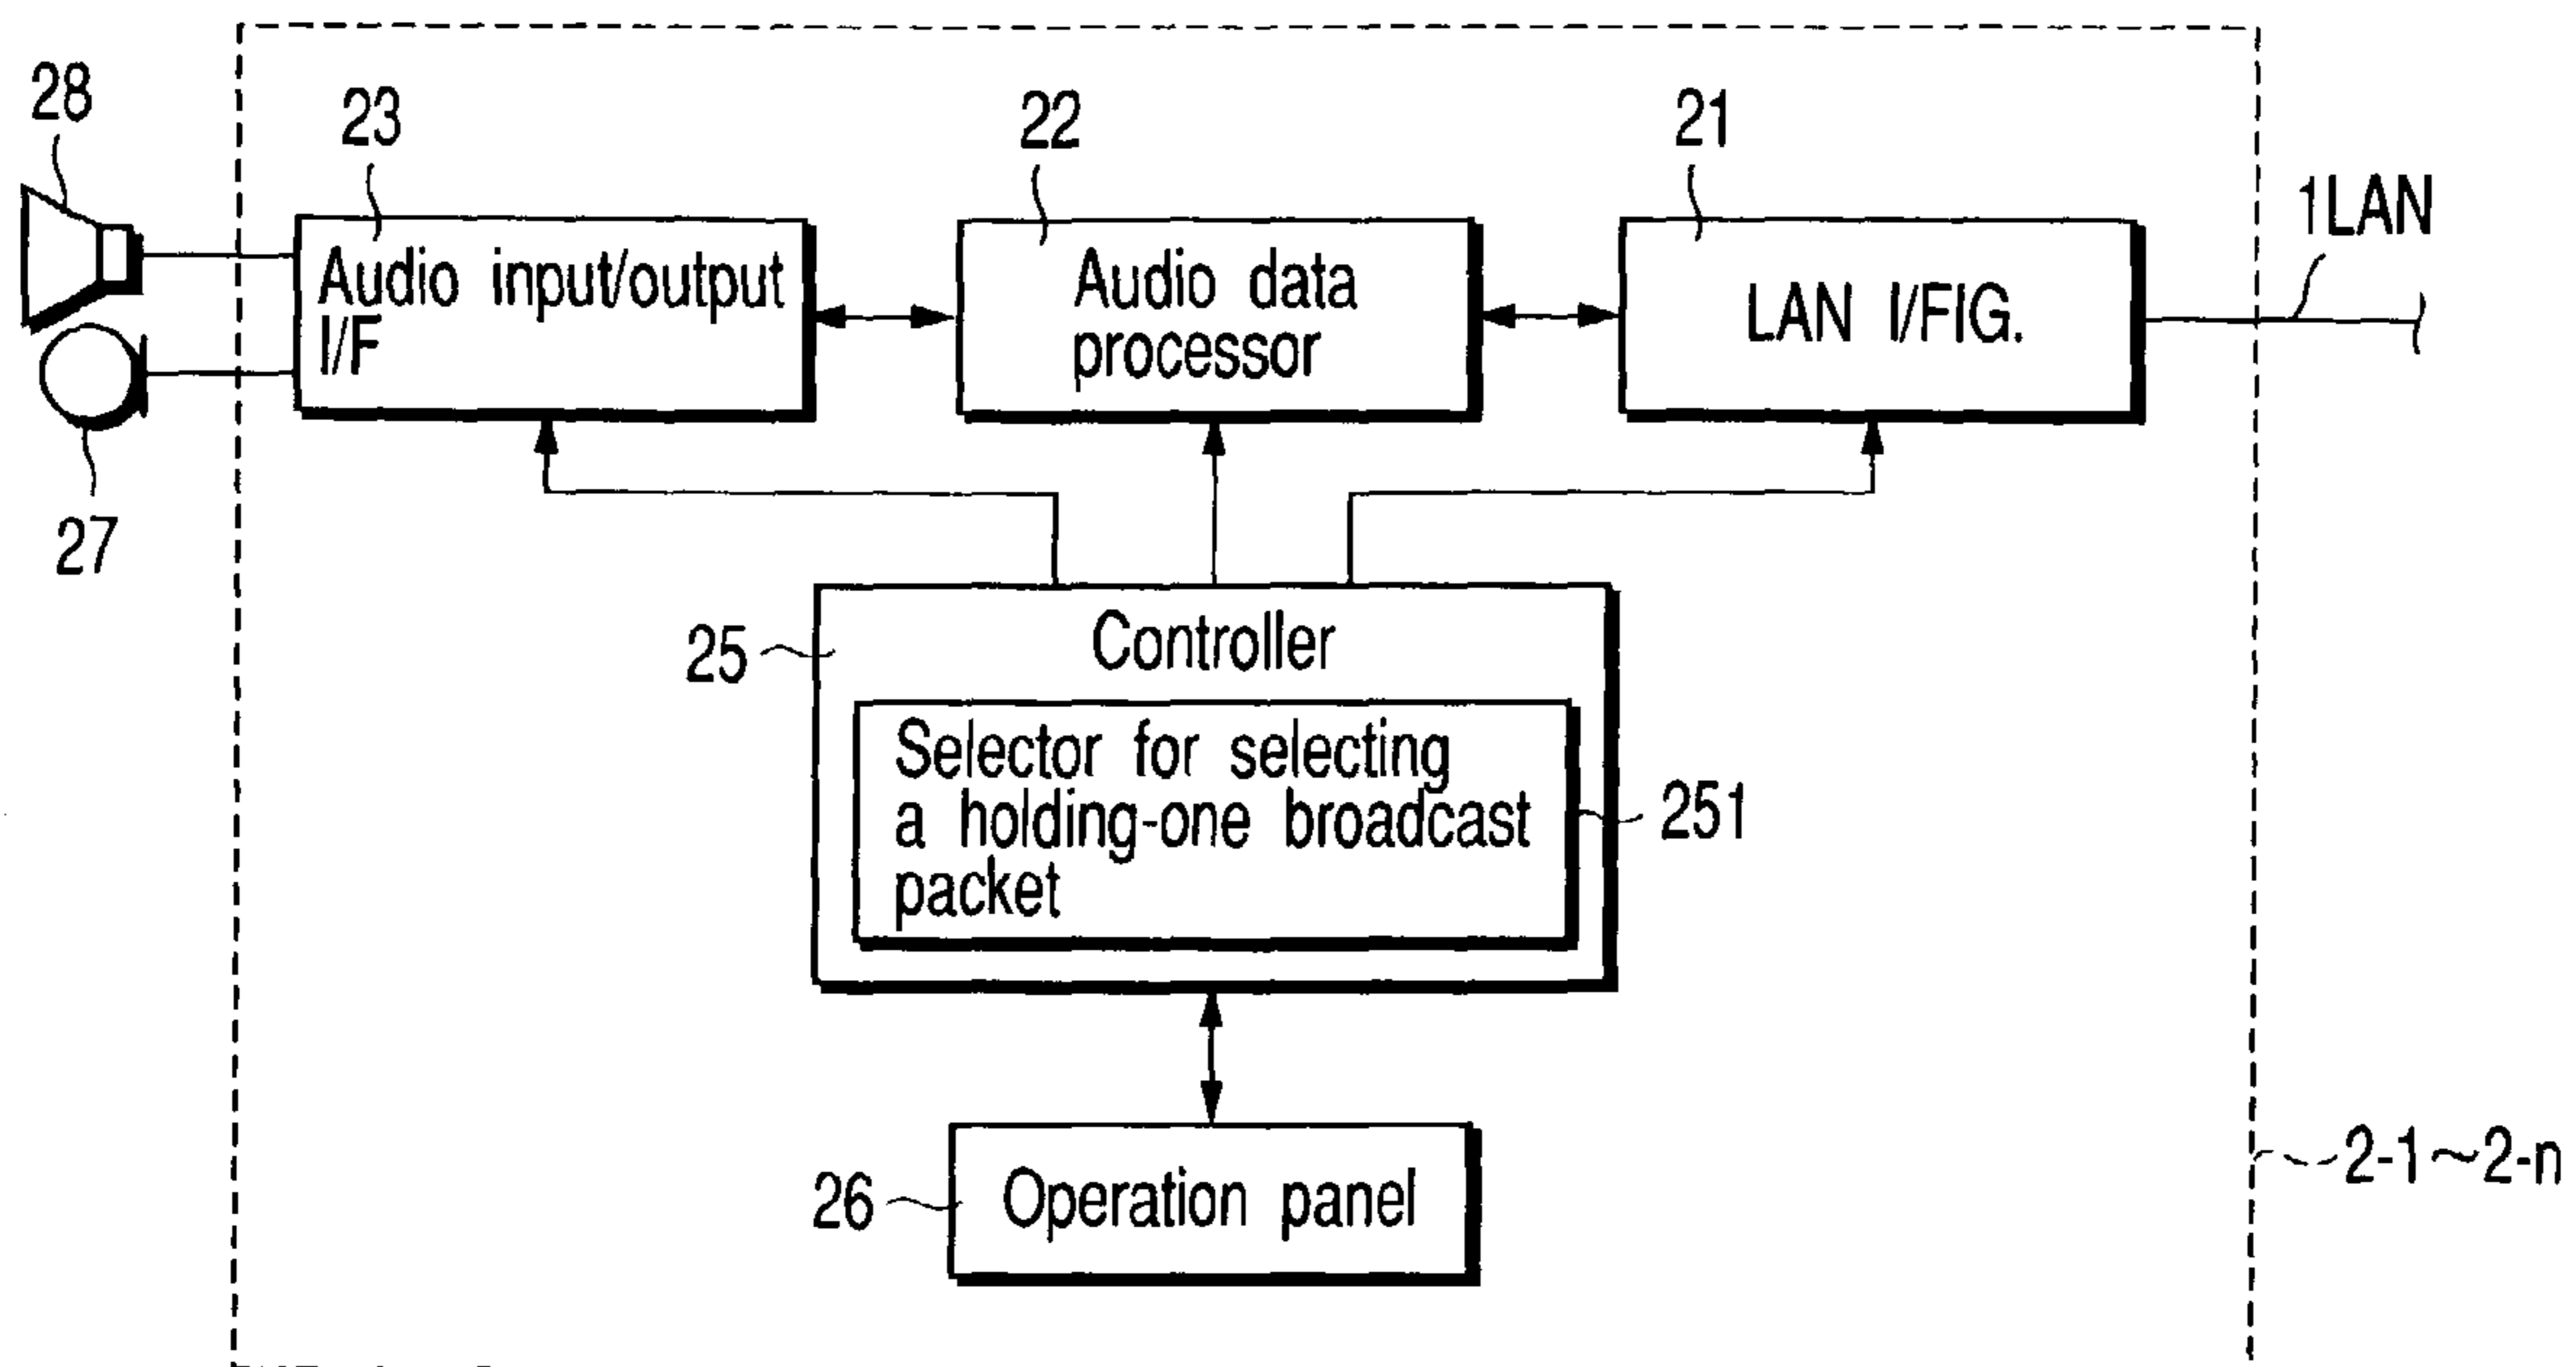 28
23
22
21
1LAN
Audio input/output
I/F
Audio data
processor
LAN I/FIG.
27
25
Controller
Selector for selecting
a holding-one broadcast
packet
251
26
Operation panel
2-1~2-n